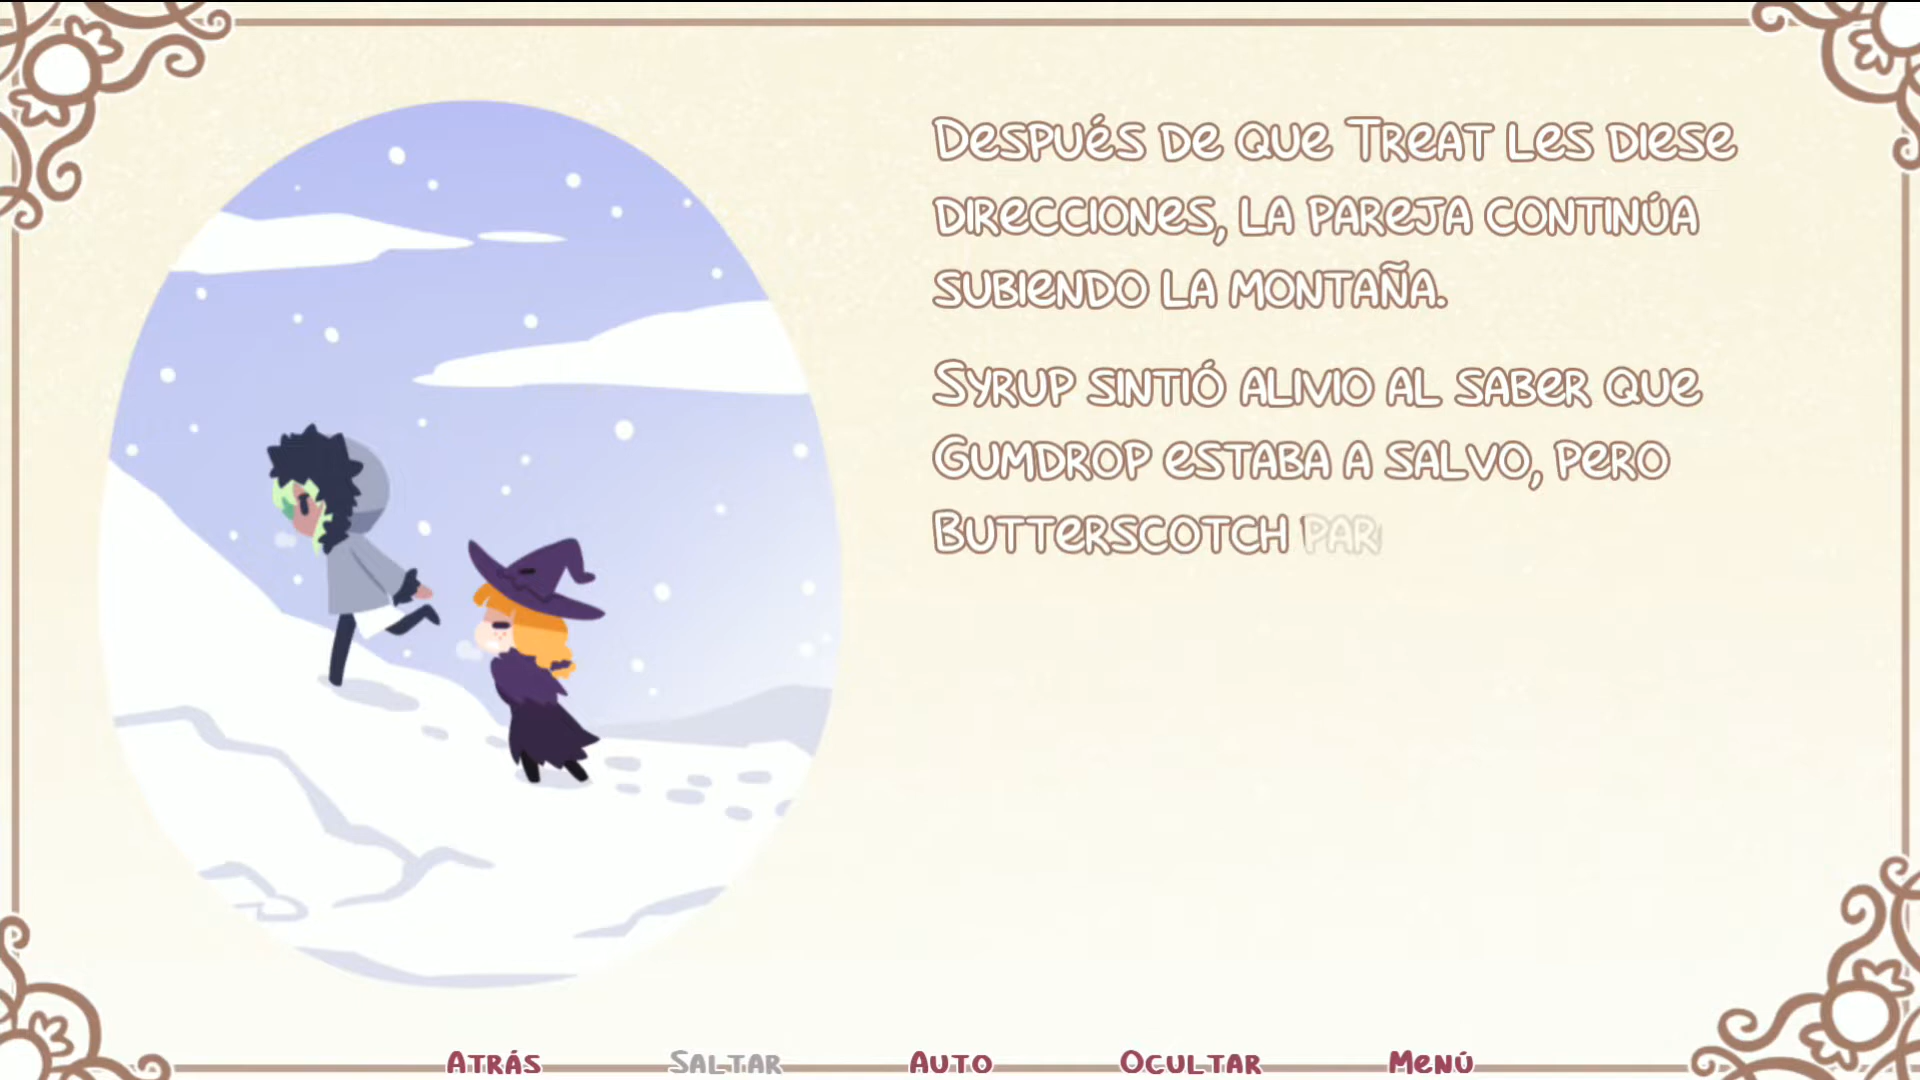 Después de que Treat les diese
direcciones, la pareja continúa
subiendo la montaña.
Syrup sintió alivio al saber que
Gumdrop estaba a salvo, pero
Butterscotch par
Atrás Saltar Auto Ocultar Menú